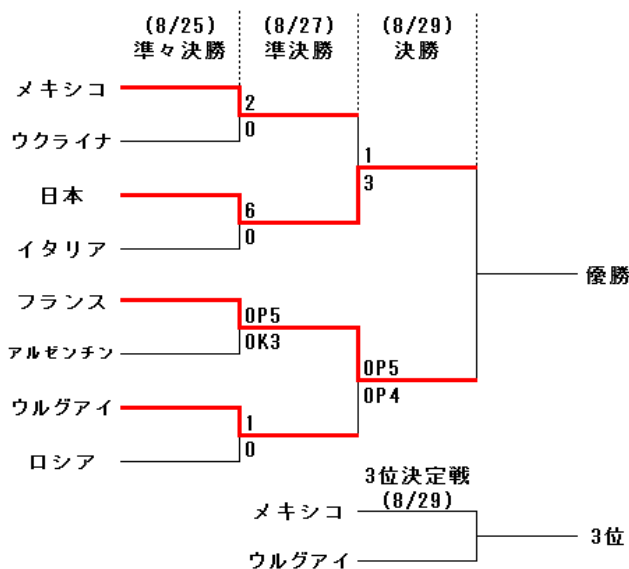 (8/25)
準々決勝
(8/27)
準決勝
(8/29)
決勝
メキシコ
2
0
ウクライナ
1
3
日本
6
0
イタリア
優勝
フランス
0P5
0K3
アルゼンチン
0P5
0P4
ウルグアイ
1
0
ロシア
3位決定戦
(8/29)
メキシコ
3位
ウルグアイ